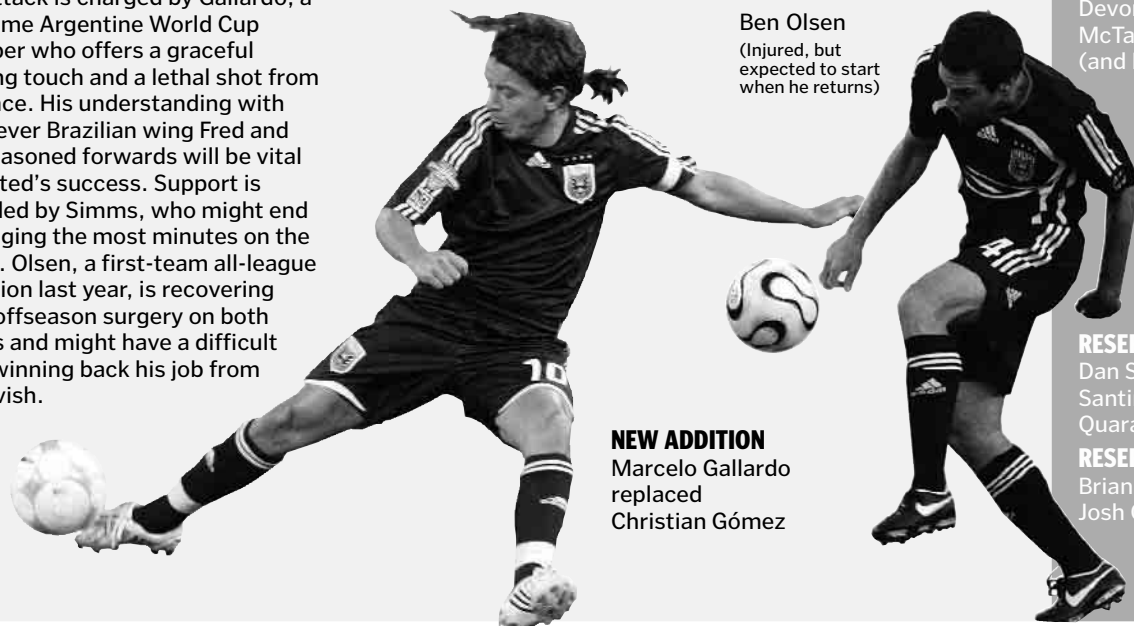 ttack is charged by Gallardo, a
me Argentine World Cup
er who offers a graceful
ng touch and a lethal shot from
nce. His understanding with
ever Brazilian wing Fred and
asoned forwards will be vital
ted's success. Support is
ded by Simms, who might end
ging the most minutes on the
. Olsen, a first-team all-league
ion last year, is recovering
offseason surgery on both
s and might have a difficult
winning back his job from
vish.
Ben Olsen
(Injured, but
expected to start
when he returns)
10
4
NEW ADDITION
Marcelo Gallardo
replaced
Christian Gómez
Devo
McTa
(and
RESE
Dan S
Santi
Quara
RESE
Brian
Josh